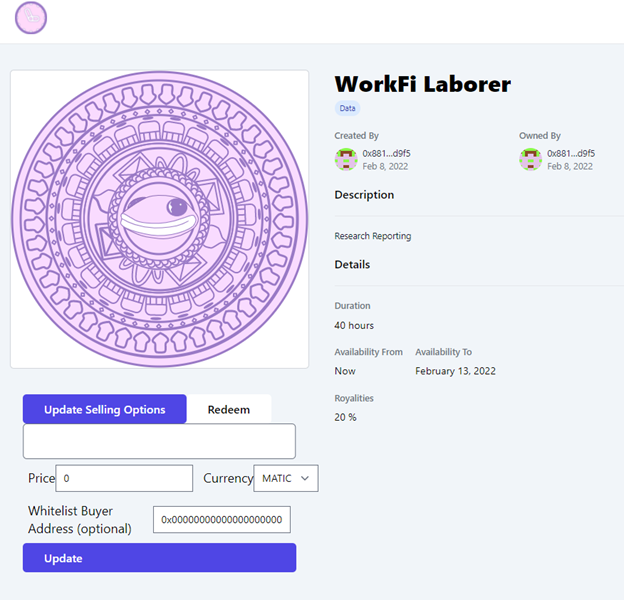 WorkFi Laborer
Data
Created By
0x881...d9f5
Feb 8, 2022
Owned By
0x881...d9f5
Feb 8, 2022
Description
Research Reporting
Details
Duration
40 hours
Availability From
Now
Availability To
February 13, 2022
Royalities
20 %
Update Selling Options
Redeem
Price
0
Currency
MATIC
Whitelist Buyer
Address (optional)
0x00000000000000000000
Update